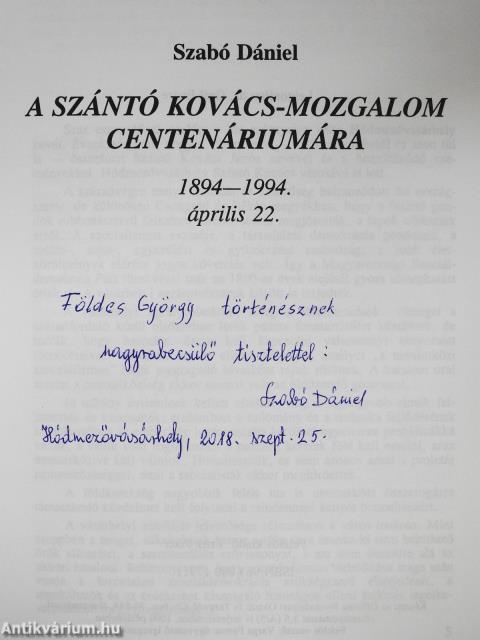 Szabó Dániel
A SZÁNTÓ KOVÁCS-MOZGALOM
CENTENÁRIUMÁRA
1894—1994.
április 22.
Földes György történésznek
nagyrabecsülő tisztelettel:
Szabó Dániel
Hódmezővásárhely, 2018. szept. 25.
Antikvárium.hu